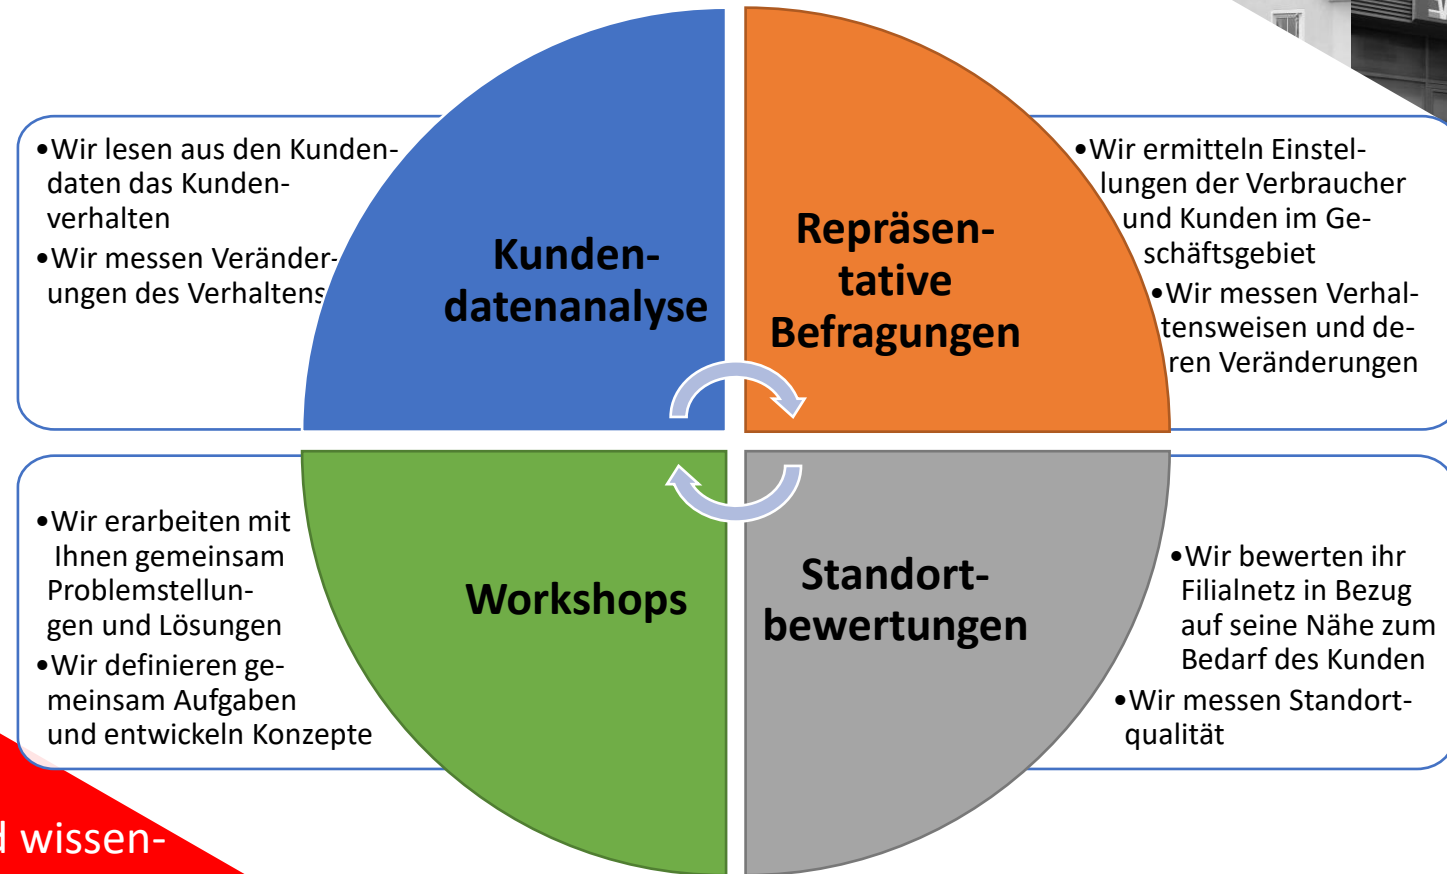 •Wir lesen aus den Kunden-
daten das Kunden-
verhalten
•Wir messen Veränder-
ungen des Verhaltens
Kunden-
datenanalyse
Repräsen-
tative
Befragungen
•Wir ermitteln Einstel-
lungen der Verbraucher
und Kunden im Ge-
schäftsgebiet
•Wir messen Verhal-
tensweisen und de-
ren Veränderungen
•Wir erarbeiten mit
Ihnen gemeinsam
Problemstellun-
gen und Lösungen
•Wir definieren ge-
meinsam Aufgaben
und entwickeln Konzepte
Workshops
Standort-
bewertungen
•Wir bewerten ihr
Filialnetz in Bezug
auf seine Nähe zum
Bedarf des Kunden
•Wir messen Standort-
qualität
d wissen-